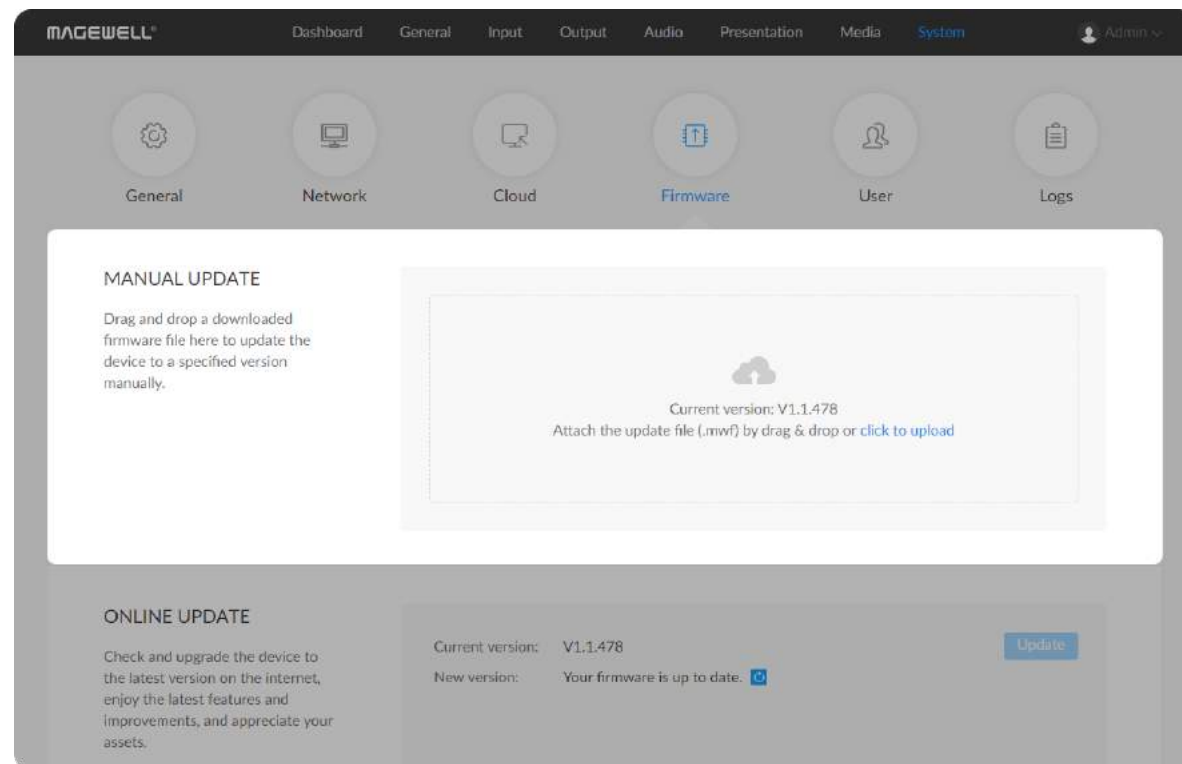 MAGEWELL®
Dashboard General Input Output Audio Presentation Media System Admin
General Network Cloud Firmware User Logs
MANUAL UPDATE
Drag and drop a downloaded
firmware file here to update the
device to a specified version
manually.
Current version: V1.1.478
Attach the update file (.mwf) by drag & drop or click to upload
ONLINE UPDATE
Check and upgrade the device to
the latest version on the internet,
enjoy the latest features and
improvements, and appreciate your
assets.
Current version: V1.1.478
Update
New version: Your firmware is up to date.